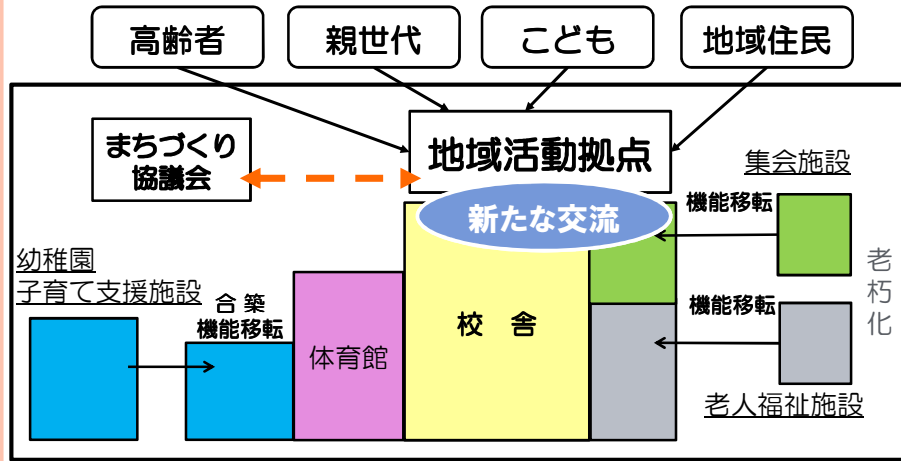 高齢者
親世代
こども
地域住民
まちづくり
協議会
地域活動拠点
集会施設
新たな交流
機能移転
幼稚園
子育て支援施設
合築
機能移転
校舎
体育館
機能移転
老朽化
老人福祉施設